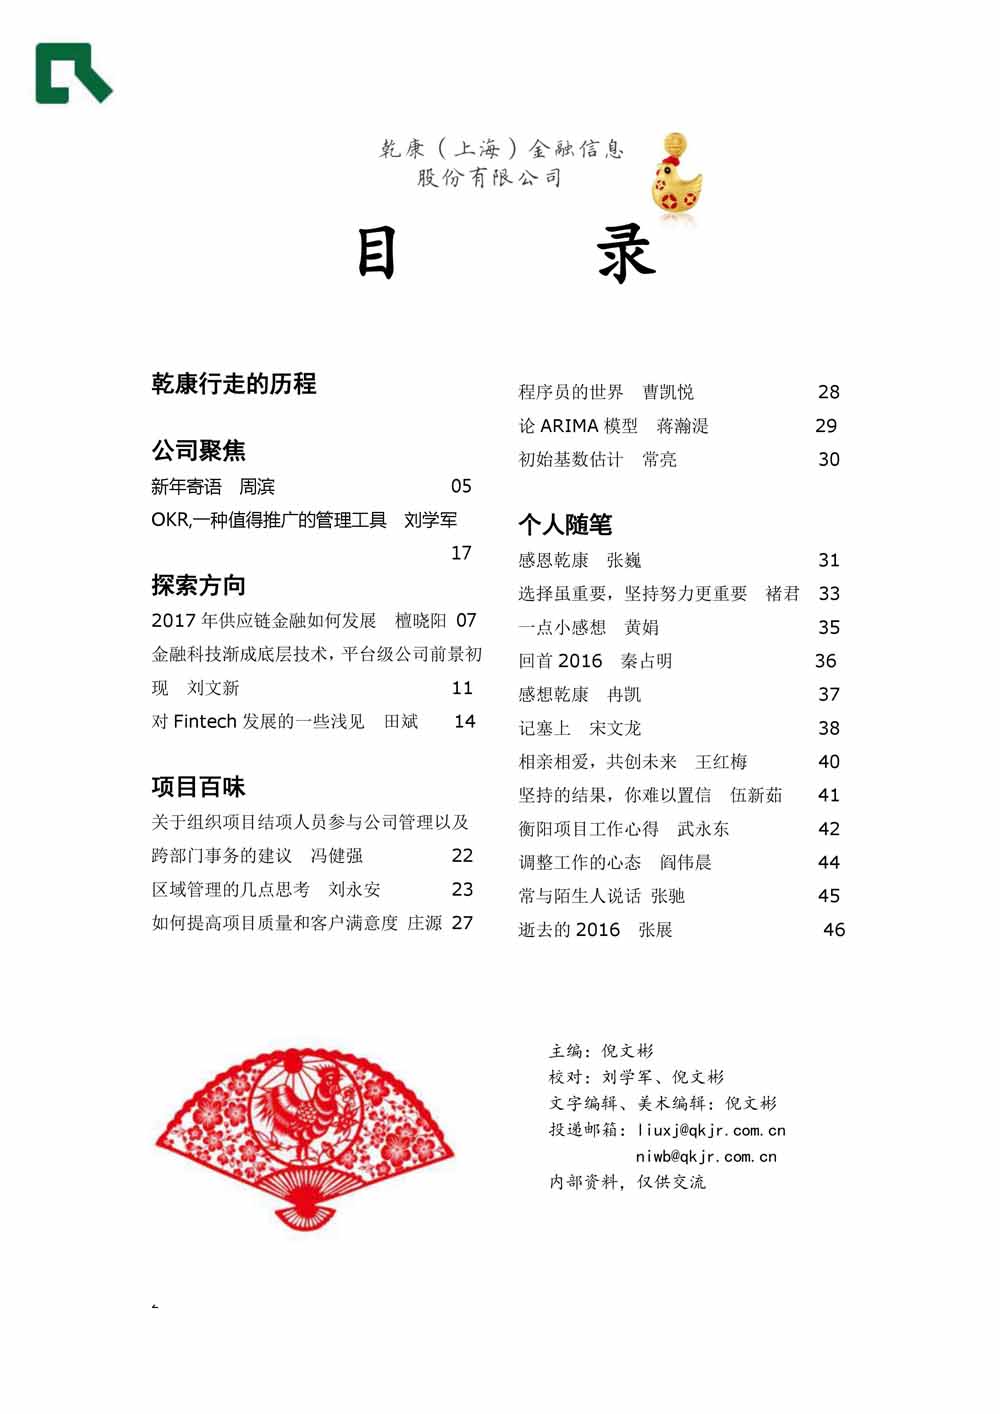 乾康（上海）金融信息
股份有限公司
目 录
乾康行走的历程
公司聚焦
新年寄语 周滨 05
OKR,一种值得推广的管理工具 刘学军
17
探索方向
2017 年供应链金融如何发展 檀晓阳 07
金融科技渐成底层技术，平台级公司前景初
现 刘文新 11
对 Fintech 发展的一些浅见 田斌 14
项目百味
关于组织项目结项人员参与公司管理以及
跨部门事务的建议 冯健强 22
区域管理的几点思考 刘永安 23
如何提高项目质量和客户满意度 庄源 27
程序员的世界 曹凯悦 28
论 ARIMA 模型 蒋瀚湜 29
初始基数估计 常亮 30
个人随笔
感恩乾康 张巍 31
选择虽重要，坚持努力更重要 褚君 33
一点小感想 黄娟 35
回首 2016 秦占明 36
感想乾康 冉凯 37
记塞上 宋文龙 38
相亲相爱，共创未来 王红梅 40
坚持的结果，你难以置信 伍新茹 41
衡阳项目工作心得 武永东 42
调整工作的心态 阎伟晨 44
常与陌生人说话 张驰 45
逝去的 2016 张展 46
主编：倪文彬
校对：刘学军、倪文彬
文字编辑、美术编辑：倪文彬
投递邮箱：liuxj@qkjr.com.cn
niwb@qkjr.com.cn
内部资料，仅供交流